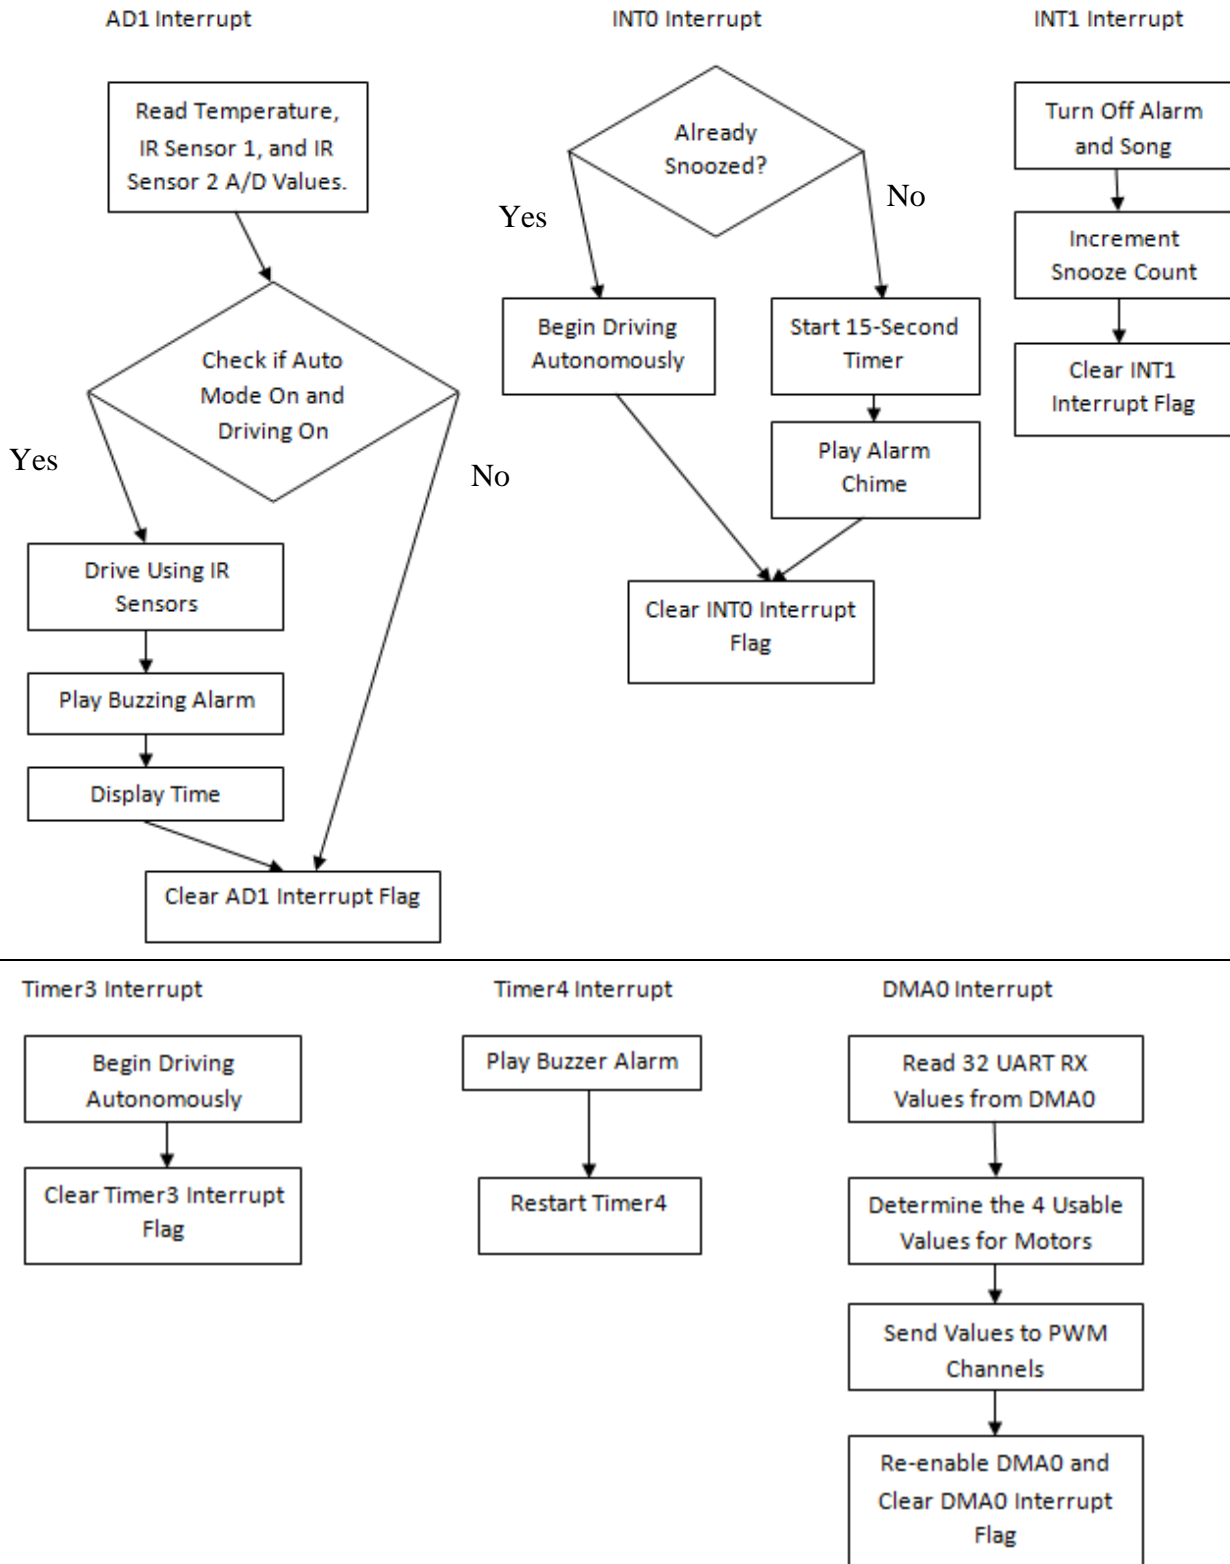 AD1 Interrupt
Read Temperature,
IR Sensor 1, and IR
Sensor 2 A/D Values.
Check if Auto
Mode On and
Driving On
Yes
No
Drive Using IR
Sensors
Play Buzzing Alarm
Display Time
Clear AD1 Interrupt Flag
INT0 Interrupt
Already
Snoozed?
Yes
No
Begin Driving
Autonomously
Start 15-Second
Timer
Play Alarm
Chime
Clear INT0 Interrupt
Flag
INT1 Interrupt
Turn Off Alarm
and Song
Increment
Snooze Count
Clear INT1
Interrupt Flag
Timer3 Interrupt
Begin Driving
Autonomously
Clear Timer3 Interrupt
Flag
Timer4 Interrupt
Play Buzzer Alarm
Restart Timer4
DMA0 Interrupt
Read 32 UART RX
Values from DMA0
Determine the 4 Usable
Values for Motors
Send Values to PWM
Channels
Re-enable DMA0 and
Clear DMA0 Interrupt
Flag